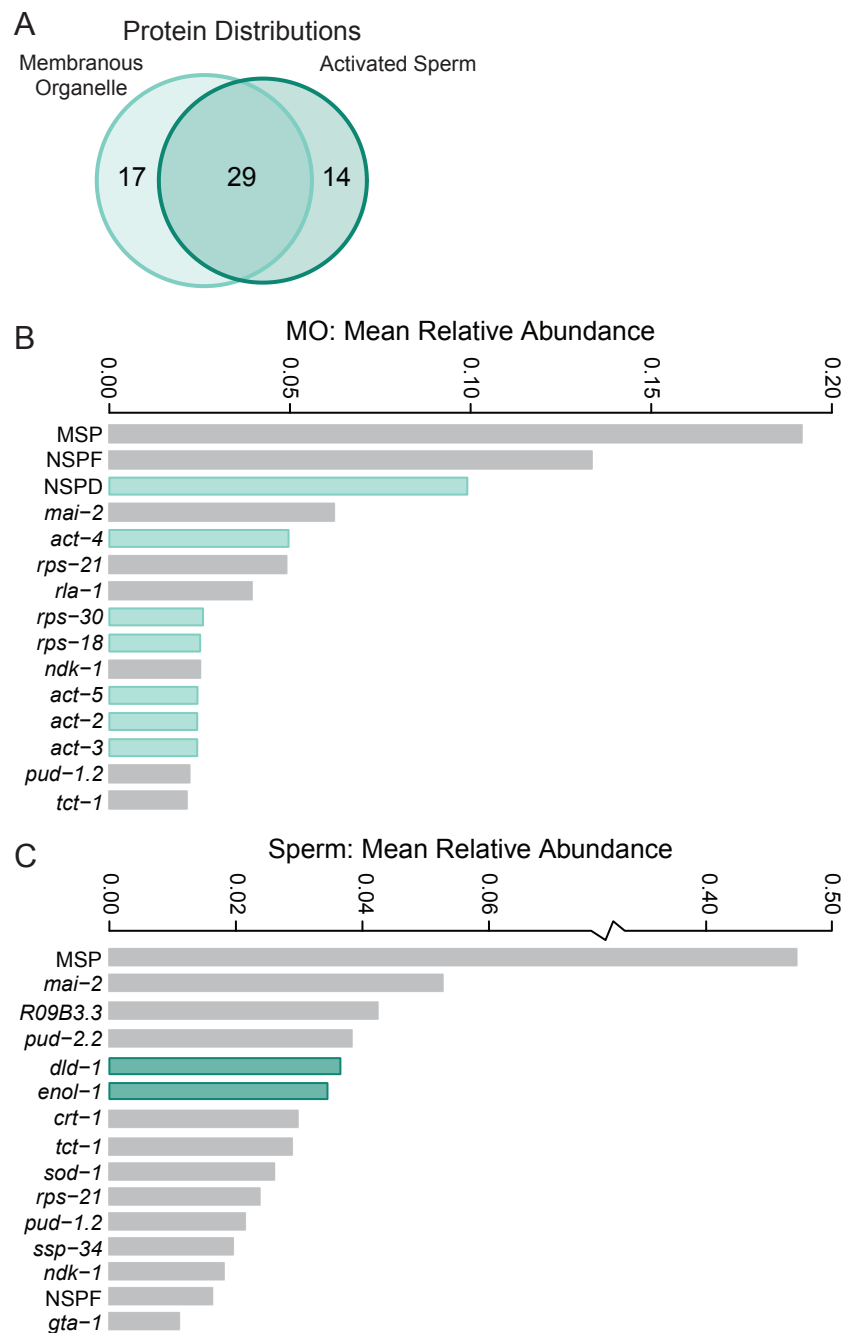 A
Protein Distributions
Membranous
Organelle
Activated Sperm
17
29
14
B
MO: Mean Relative Abundance
0.00
0.05
0.10
0.15
0.20
MSP
NSPF
NSPD
mai−2
act−4
rps−21
rla−1
rps−30
rps−18
ndk−1
act−5
act−2
act−3
pud−1.2
tct−1
C
Sperm: Mean Relative Abundance
0.00
0.02
0.04
0.06
0.40
0.50
MSP
mai−2
R09B3.3
pud−2.2
dld−1
enol−1
crt−1
tct−1
sod−1
rps−21
pud−1.2
ssp−34
ndk−1
NSPF
gta−1